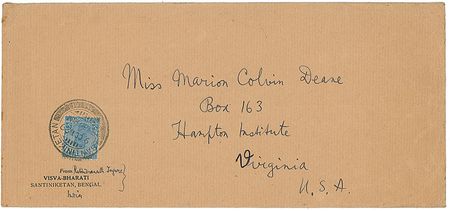 Miss Marion Colvin Deane
Box 163
Hampton Institute
Virginia
U.S.A.
From Rabindranath Tagore
VISVA-BHARATI
SANTINIKETAN, BENGAL
India